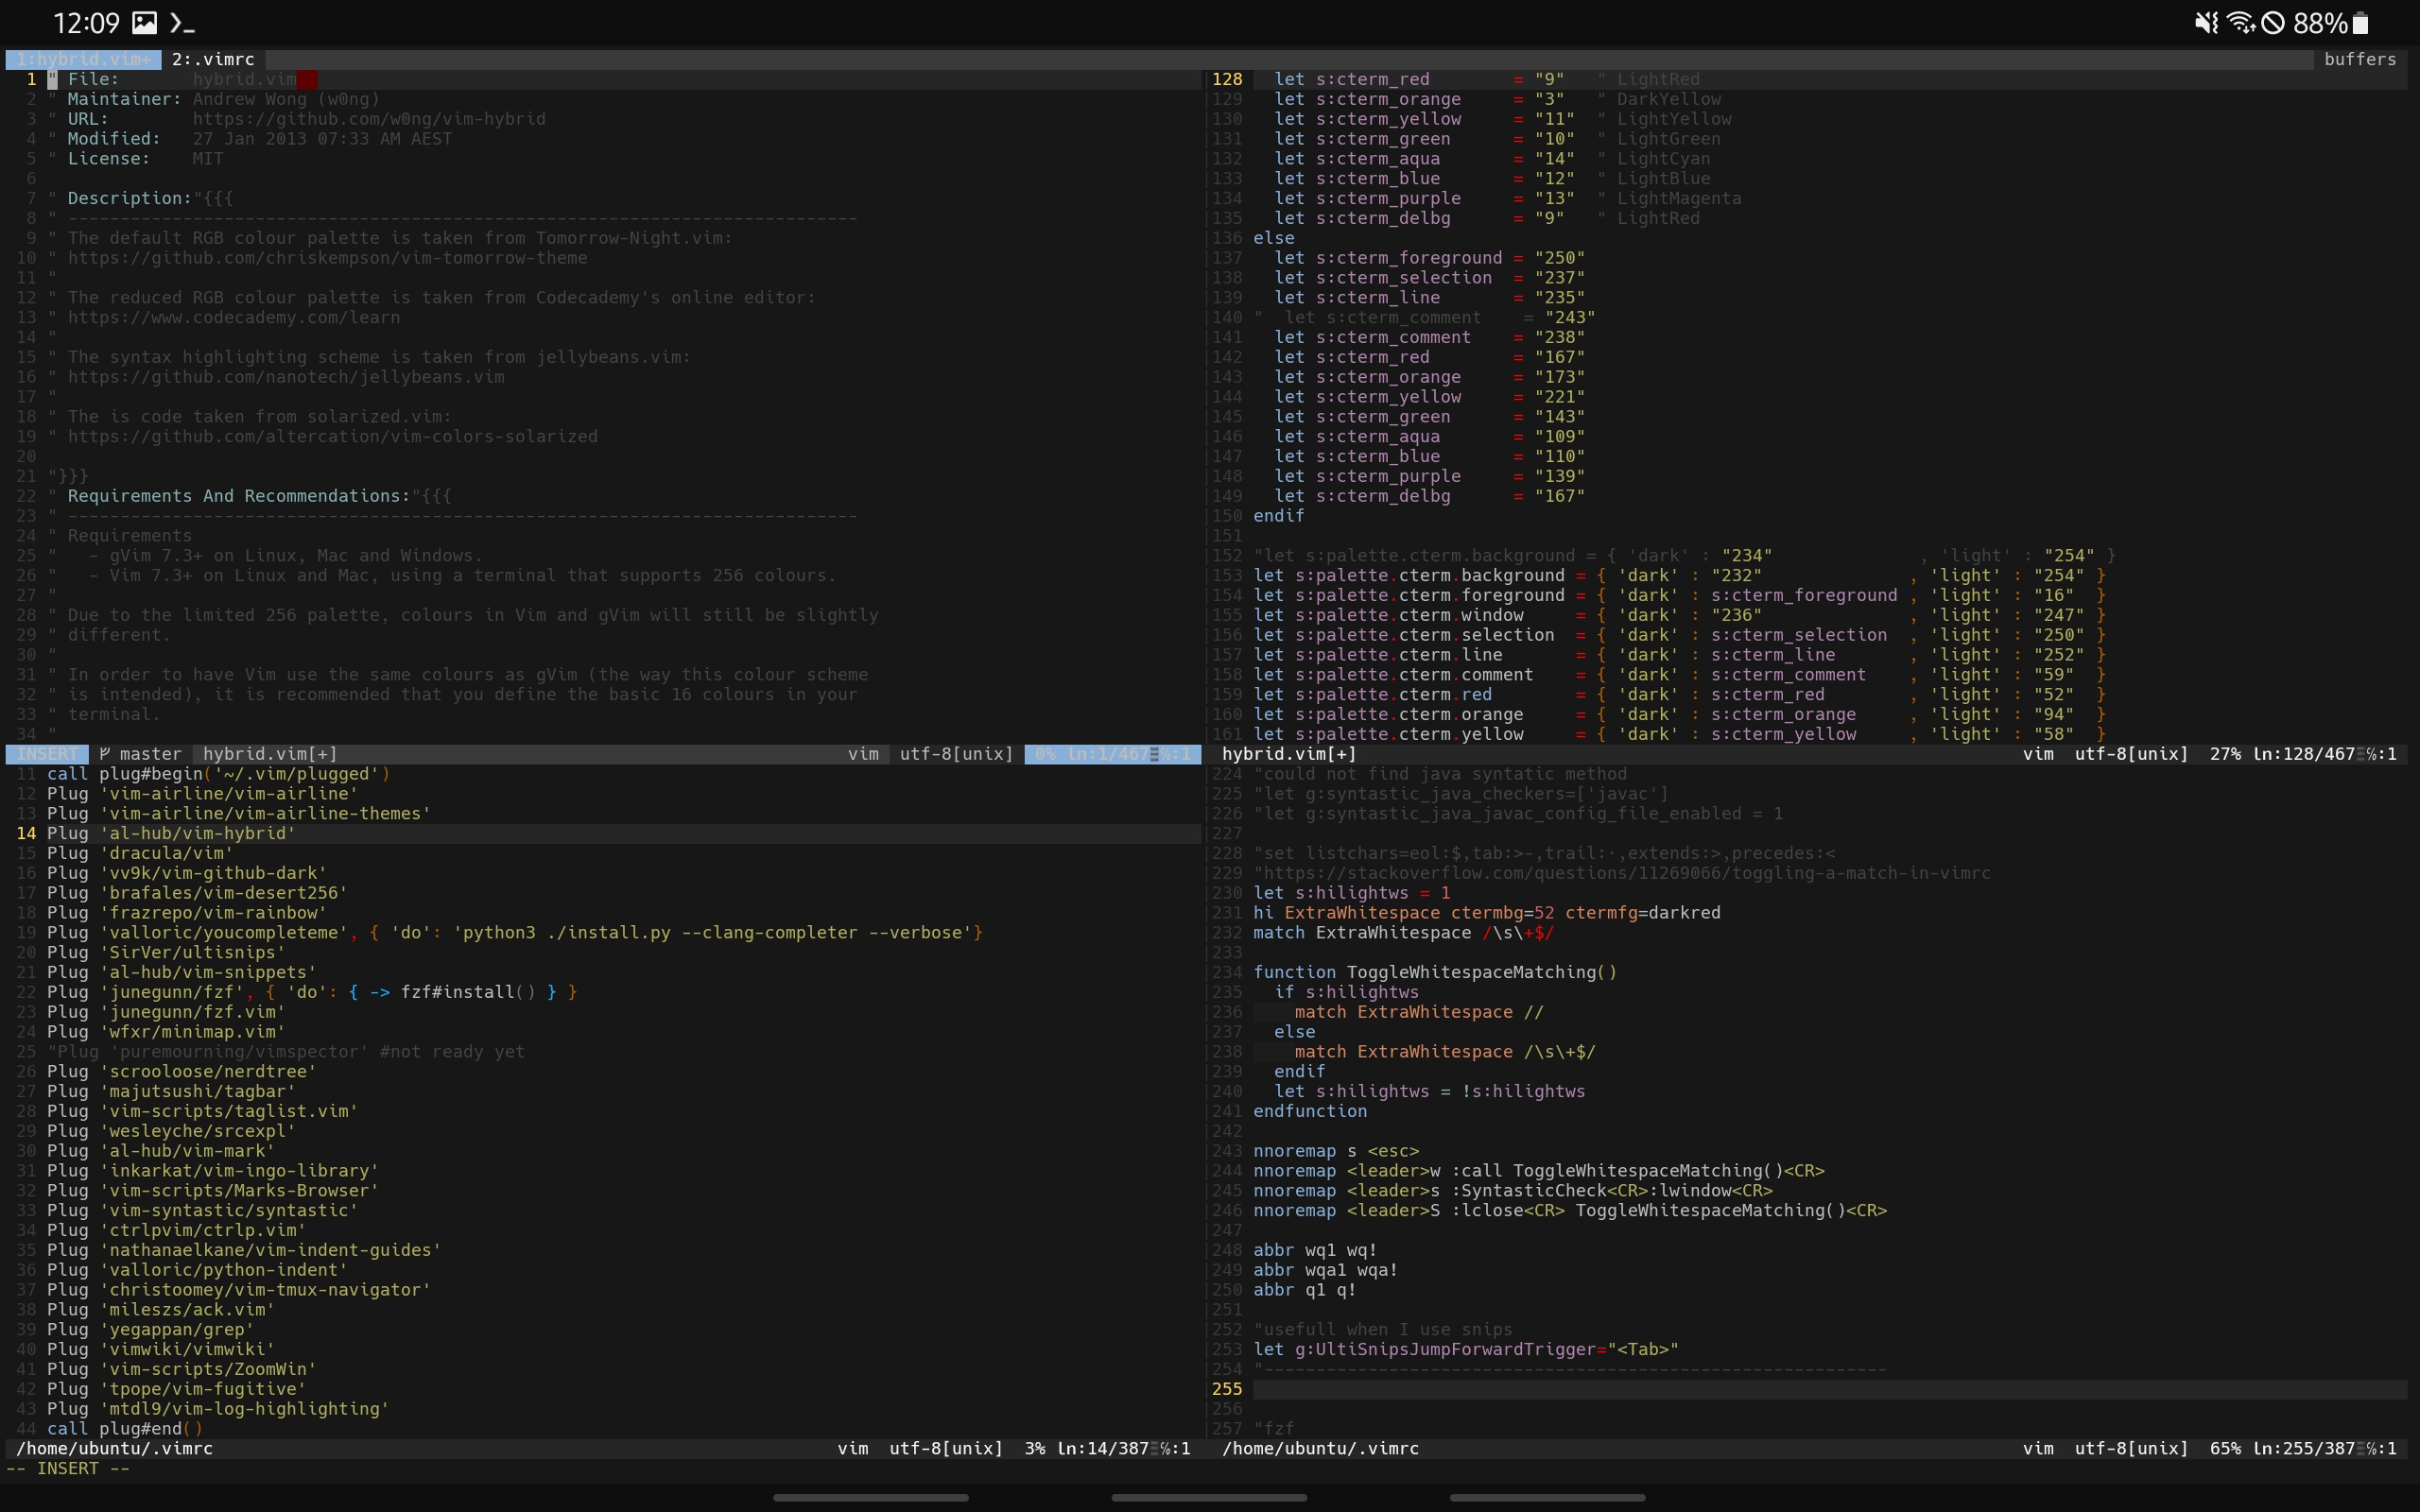 12:09 88%
1:hybrid.vim+ 2:.vimrc buffers
1 " File:       hybrid.vim
2 " Maintainer: Andrew Wong (w0ng)
3 " URL:        https://github.com/w0ng/vim-hybrid
4 " Modified:   27 Jan 2013 07:33 AM AEST
5 " License:    MIT
6
7 " Description:"{{{
8 " ----------------------------------------------------------------------------
9 " The default RGB colour palette is taken from Tomorrow-Night.vim:
10 " https://github.com/chriskempson/vim-tomorrow-theme
11 "
12 " The reduced RGB colour palette is taken from Codecademy's online editor:
13 " https://www.codecademy.com/learn
14 "
15 " The syntax highlighting scheme is taken from jellybeans.vim:
16 " https://github.com/nanotech/jellybeans.vim
17 "
18 " The is code taken from solarized.vim:
19 " https://github.com/altercation/vim-colors-solarized
20
21 "}}}
22 " Requirements And Recommendations:"{{{
23 " ----------------------------------------------------------------------------
24 " Requirements
25 "   - gVim 7.3+ on Linux, Mac and Windows.
26 "   - Vim 7.3+ on Linux and Mac, using a terminal that supports 256 colours.
27 "
28 " Due to the limited 256 palette, colours in Vim and gVim will still be slightly
29 " different.
30 "
31 " In order to have Vim use the same colours as gVim (the way this colour scheme
32 " is intended), it is recommended that you define the basic 16 colours in your
33 " terminal.
34 "
INSERT master hybrid.vim[+] vim utf-8[unix] 0% ln:1/467≡℅:1
128   let s:cterm_red        = "9"   " LightRed
129   let s:cterm_orange     = "3"   " DarkYellow
130   let s:cterm_yellow     = "11"  " LightYellow
131   let s:cterm_green      = "10"  " LightGreen
132   let s:cterm_aqua       = "14"  " LightCyan
133   let s:cterm_blue       = "12"  " LightBlue
134   let s:cterm_purple     = "13"  " LightMagenta
135   let s:cterm_delbg      = "9"   " LightRed
136 else
137   let s:cterm_foreground = "250"
138   let s:cterm_selection  = "237"
139   let s:cterm_line       = "235"
140 "  let s:cterm_comment    = "243"
141   let s:cterm_comment    = "238"
142   let s:cterm_red        = "167"
143   let s:cterm_orange     = "173"
144   let s:cterm_yellow     = "221"
145   let s:cterm_green      = "143"
146   let s:cterm_aqua       = "109"
147   let s:cterm_blue       = "110"
148   let s:cterm_purple     = "139"
149   let s:cterm_delbg      = "167"
150 endif
151
152 "let s:palette.cterm.background = { 'dark' : "234"              , 'light' : "254" }
153 let s:palette.cterm.background = { 'dark' : "232"              , 'light' : "254" }
154 let s:palette.cterm.foreground = { 'dark' : s:cterm_foreground , 'light' : "16"  }
155 let s:palette.cterm.window     = { 'dark' : "236"              , 'light' : "247" }
156 let s:palette.cterm.selection  = { 'dark' : s:cterm_selection  , 'light' : "250" }
157 let s:palette.cterm.line       = { 'dark' : s:cterm_line       , 'light' : "252" }
158 let s:palette.cterm.comment    = { 'dark' : s:cterm_comment    , 'light' : "59"  }
159 let s:palette.cterm.red        = { 'dark' : s:cterm_red        , 'light' : "52"  }
160 let s:palette.cterm.orange     = { 'dark' : s:cterm_orange     , 'light' : "94"  }
161 let s:palette.cterm.yellow     = { 'dark' : s:cterm_yellow     , 'light' : "58"  }
hybrid.vim[+] vim utf-8[unix] 27% ln:128/467≡℅:1
11 call plug#begin('~/.vim/plugged')
12 Plug 'vim-airline/vim-airline'
13 Plug 'vim-airline/vim-airline-themes'
14 Plug 'al-hub/vim-hybrid'
15 Plug 'dracula/vim'
16 Plug 'vv9k/vim-github-dark'
17 Plug 'brafales/vim-desert256'
18 Plug 'frazrepo/vim-rainbow'
19 Plug 'valloric/youcompleteme', { 'do': 'python3 ./install.py --clang-completer --verbose'}
20 Plug 'SirVer/ultisnips'
21 Plug 'al-hub/vim-snippets'
22 Plug 'junegunn/fzf', { 'do': { -> fzf#install() } }
23 Plug 'junegunn/fzf.vim'
24 Plug 'wfxr/minimap.vim'
25 "Plug 'puremourning/vimspector' #not ready yet
26 Plug 'scrooloose/nerdtree'
27 Plug 'majutsushi/tagbar'
28 Plug 'vim-scripts/taglist.vim'
29 Plug 'wesleyche/srcexpl'
30 Plug 'al-hub/vim-mark'
31 Plug 'inkarkat/vim-ingo-library'
32 Plug 'vim-scripts/Marks-Browser'
33 Plug 'vim-syntastic/syntastic'
34 Plug 'ctrlpvim/ctrlp.vim'
35 Plug 'nathanaelkane/vim-indent-guides'
36 Plug 'valloric/python-indent'
37 Plug 'christoomey/vim-tmux-navigator'
38 Plug 'mileszs/ack.vim'
39 Plug 'yegappan/grep'
40 Plug 'vimwiki/vimwiki'
41 Plug 'vim-scripts/ZoomWin'
42 Plug 'tpope/vim-fugitive'
43 Plug 'mtdl9/vim-log-highlighting'
44 call plug#end()
/home/ubuntu/.vimrc vim utf-8[unix] 3% ln:14/387≡℅:1
224 "could not find java syntatic method
225 "let g:syntastic_java_checkers=['javac']
226 "let g:syntastic_java_javac_config_file_enabled = 1
227
228 "set listchars=eol:$,tab:>-,trail:·,extends:>,precedes:<
229 "https://stackoverflow.com/questions/11269066/toggling-a-match-in-vimrc
230 let s:hilightws = 1
231 hi ExtraWhitespace ctermbg=52 ctermfg=darkred
232 match ExtraWhitespace /\s\+$/
233
234 function ToggleWhitespaceMatching()
235   if s:hilightws
236     match ExtraWhitespace //
237   else
238     match ExtraWhitespace /\s\+$/
239   endif
240   let s:hilightws = !s:hilightws
241 endfunction
242
243 nnoremap s <esc>
244 nnoremap <leader>w :call ToggleWhitespaceMatching()<CR>
245 nnoremap <leader>s :SyntasticCheck<CR>:lwindow<CR>
246 nnoremap <leader>S :lclose<CR> ToggleWhitespaceMatching()<CR>
247
248 abbr wq1 wq!
249 abbr wqa1 wqa!
250 abbr q1 q!
251
252 "usefull when I use snips
253 let g:UltiSnipsJumpForwardTrigger="<Tab>"
254 "------------------------------------------------------------
255
256
257 "fzf
/home/ubuntu/.vimrc vim utf-8[unix] 65% ln:255/387≡℅:1
-- INSERT --